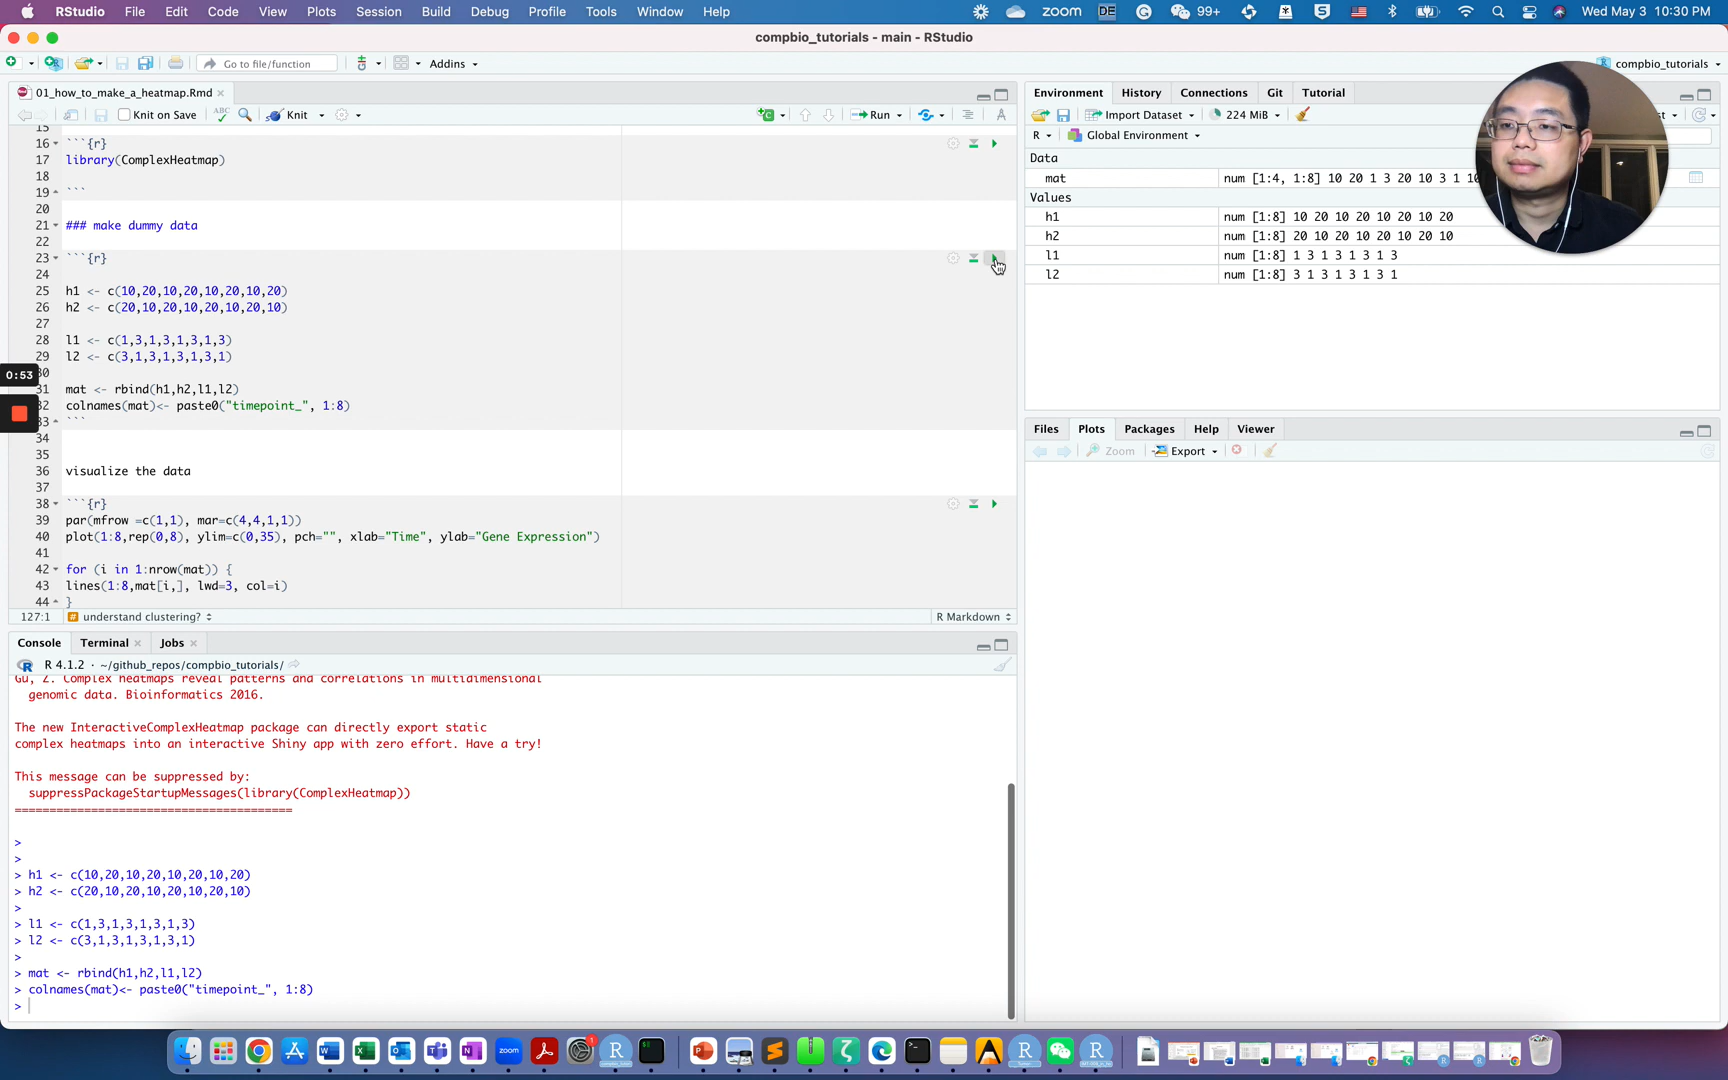 RStudio File Edit Code View Plots Session Build Debug Profile Tools Window Help
zoom DE 99+ Wed May 3 10:30 PM
compbio_tutorials - main - RStudio
Go to file/function Addins compbio_tutorials
01_how_to_make_a_heatmap.Rmd
Knit on Save ABC Knit Run
15
16 ```{r}
17 library(ComplexHeatmap)
18
19 ```
20
21 ### make dummy data
22
23 ```{r}
24
25 h1 <- c(10,20,10,20,10,20,10,20)
26 h2 <- c(20,10,20,10,20,10,20,10)
27
28 l1 <- c(1,3,1,3,1,3,1,3)
29 l2 <- c(3,1,3,1,3,1,3,1)
30
31 mat <- rbind(h1,h2,l1,l2)
32 colnames(mat)<- paste0("timepoint_", 1:8)
33 ```
34
35
36 visualize the data
37
38 ```{r}
39 par(mfrow =c(1,1), mar=c(4,4,1,1))
40 plot(1:8,rep(0,8), ylim=c(0,35), pch="", xlab="Time", ylab="Gene Expression")
41
42 for (i in 1:nrow(mat)) {
43 lines(1:8,mat[i,], lwd=3, col=i)
44 }
127:1 understand clustering? R Markdown
0:53
Console Terminal Jobs
R 4.1.2 · ~/github_repos/compbio_tutorials/
Gu, Z. Complex heatmaps reveal patterns and correlations in multidimensional
genomic data. Bioinformatics 2016.
The new InteractiveComplexHeatmap package can directly export static
complex heatmaps into an interactive Shiny app with zero effort. Have a try!
This message can be suppressed by:
suppressPackageStartupMessages(library(ComplexHeatmap))
========================================
>
>
> h1 <- c(10,20,10,20,10,20,10,20)
> h2 <- c(20,10,20,10,20,10,20,10)
>
> l1 <- c(1,3,1,3,1,3,1,3)
> l2 <- c(3,1,3,1,3,1,3,1)
>
> mat <- rbind(h1,h2,l1,l2)
> colnames(mat)<- paste0("timepoint_", 1:8)
>
Environment History Connections Git Tutorial
Import Dataset 224 MiB
R Global Environment
Data
mat num [1:4, 1:8] 10 20 1 3 20 10 3 1 10
Values
h1 num [1:8] 10 20 10 20 10 20 10 20
h2 num [1:8] 20 10 20 10 20 10 20 10
l1 num [1:8] 1 3 1 3 1 3 1 3
l2 num [1:8] 3 1 3 1 3 1 3 1
Files Plots Packages Help Viewer
Zoom Export
zoom 1